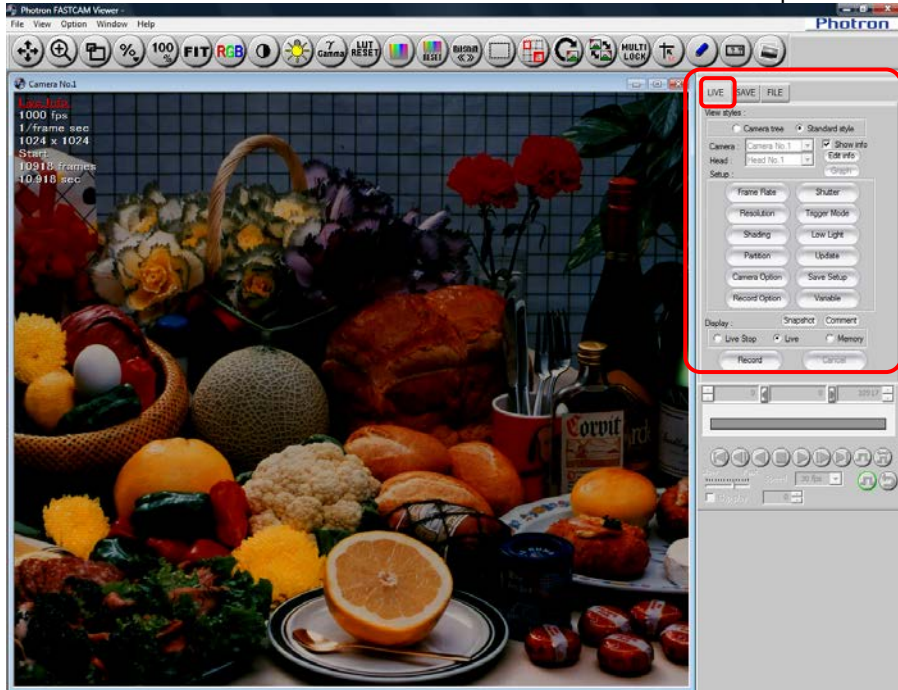 Photron FASTCAM Viewer -
File View Option Window Help
Photron
% 100 % FIT RGB γ Gamma LUT RESET RESET Bitshift MULTI LOCK
Camera No.1
1000 fps
1/frame sec
1024 x 1024
Start
10918 frames
10.918 sec
LIVE SAVE FILE
View styles :
Camera tree Standard style
Camera : Camera No.1 Show info
Edit info
Head : Head No.1
Graph
Setup :
Frame Rate Shutter
Resolution Trigger Mode
Shading Low Light
Partition Update
Camera Option Save Setup
Record Option Variable
Snapshot Comment
Display :
Live Stop Live Memory
Record Cancel
0 0 10917
Speed 30 fps
0
Corvit